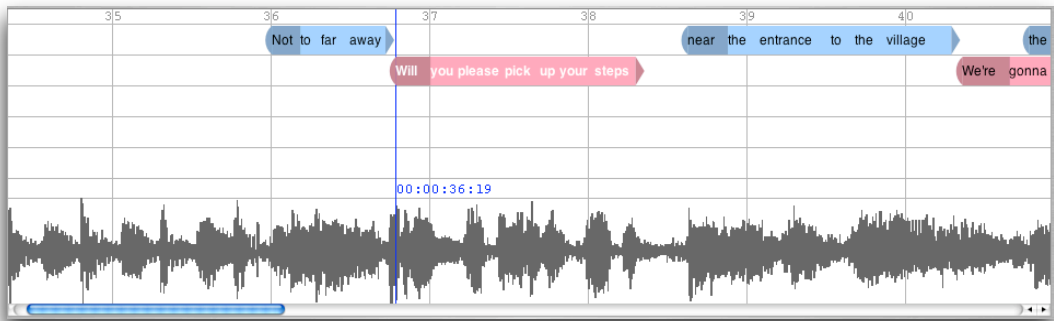 35 36 37 38 39 40
Not to far away near the entrance to the village the
Will you please pick up your steps We're gonna
00:00:36:19